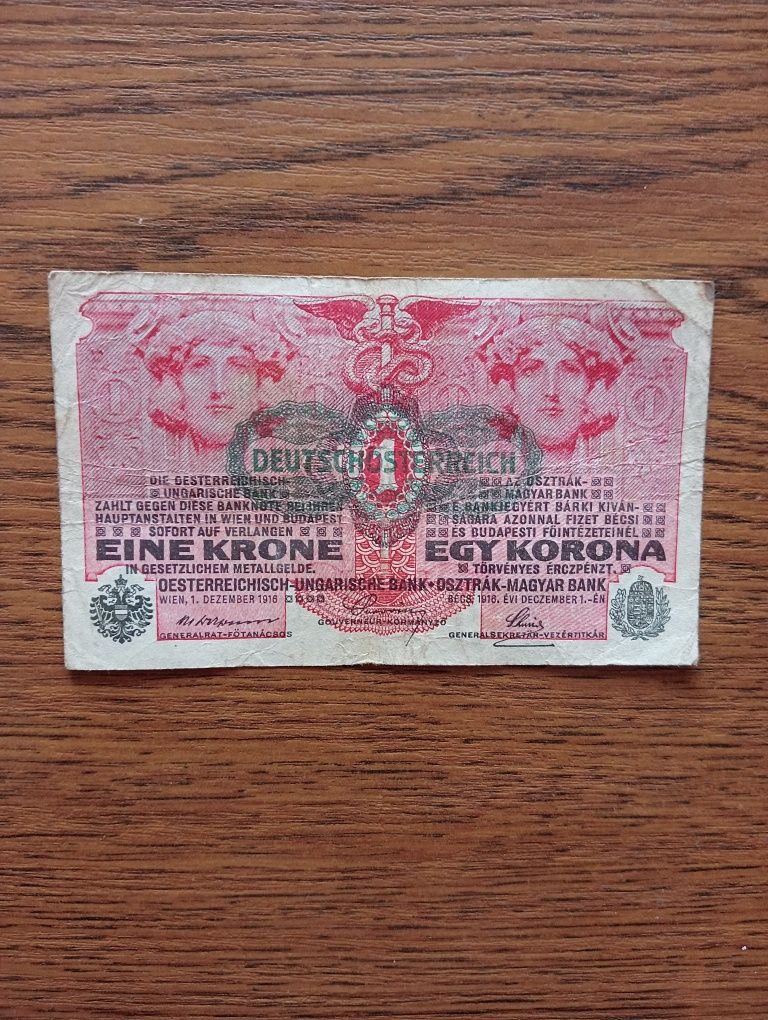 DEUTSCHÖSTERREICH
1
DIE OESTERREICHISCH-
UNGARISCHE BANK
ZAHLT GEGEN DIESE BANKNOTE BEI IHREN
HAUPTANSTALTEN IN WIEN UND BUDAPEST
SOFORT AUF VERLANGEN
EINE KRONE
IN GESETZLICHEM METALLGELDE.
AZ OSZTRÁK-
MAGYAR BANK
E BANKJEGYÉRT BÁRKI KIVÁN-
SÁGÁRA AZONNAL FIZET BÉCSI
ÉS BUDAPESTI FŐINTÉZETEINÉL
EGY KORONA
TÖRVÉNYES ÉRCZPÉNZT.
OESTERREICHISCH-UNGARISCHE BANK • OSZTRÁK-MAGYAR BANK
WIEN, 1. DEZEMBER 1916
BÉCS, 1916. ÉVI DECZEMBER 1.-ÉN
GENERALRAT-FŐTANÁCSOS
GOUVERNEUR-KORMÁNYZÓ
GENERALSEKRETÄR-VEZÉRTITKÁR